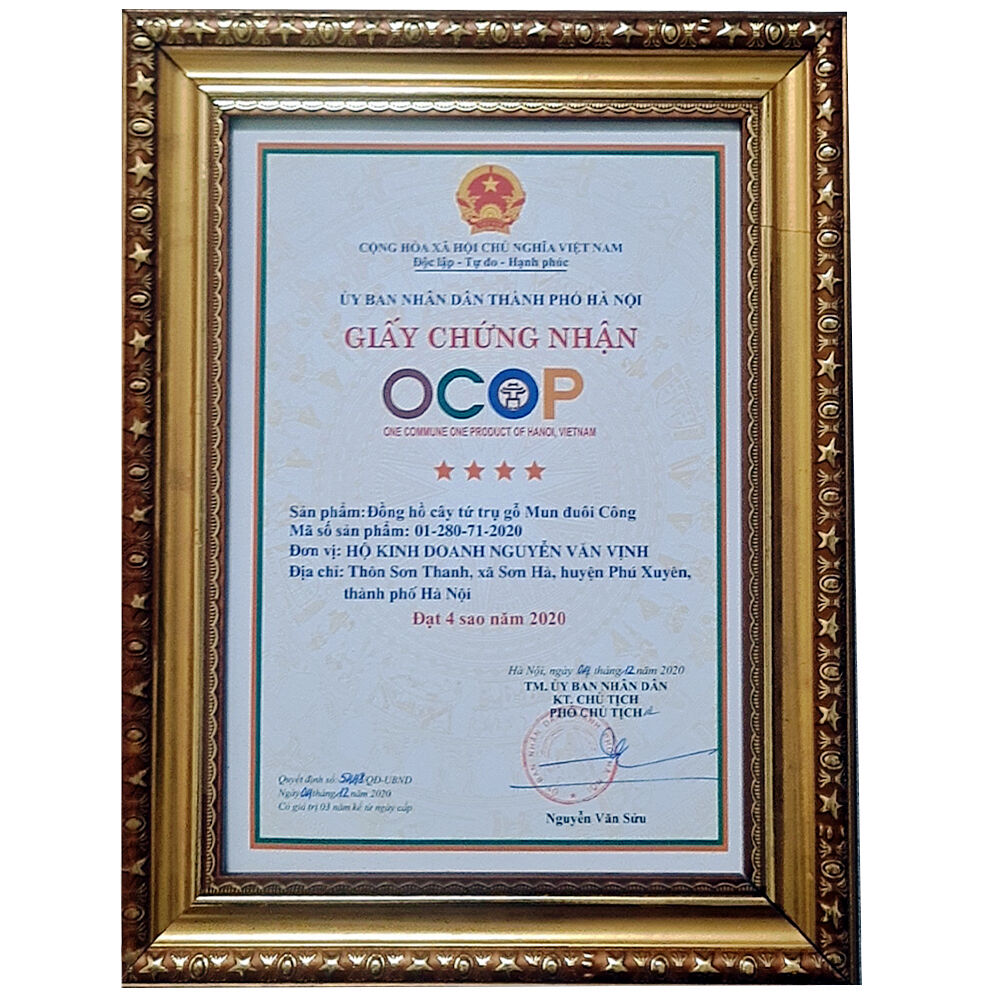 CỘNG HÒA XÃ HỘI CHỦ NGHĨA VIỆT NAM
Độc lập - Tự do - Hạnh phúc
ỦY BAN NHÂN DÂN THÀNH PHỐ HÀ NỘI
GIẤY CHỨNG NHẬN
OCOP
ONE COMMUNE ONE PRODUCT OF HANOI, VIETNAM
Sản phẩm:Đồng hồ cây tứ trụ gỗ Mun đuôi Công
Mã số sản phẩm: 01-280-71-2020
Đơn vị: HỘ KINH DOANH NGUYỄN VĂN VỊNH
Địa chỉ: Thôn Sơn Thanh, xã Sơn Hà, huyện Phú Xuyên,
thành phố Hà Nội
Đạt 4 sao năm 2020
Hà Nội, ngày tháng 12 năm 2020
TM. ỦY BAN NHÂN DÂN
KT. CHỦ TỊCH
PHÓ CHỦ TỊCH
Quyết định số: /QĐ-UBND
Ngày tháng 12 năm 2020
Có giá trị 03 năm kể từ ngày cấp
Nguyễn Văn Sửu